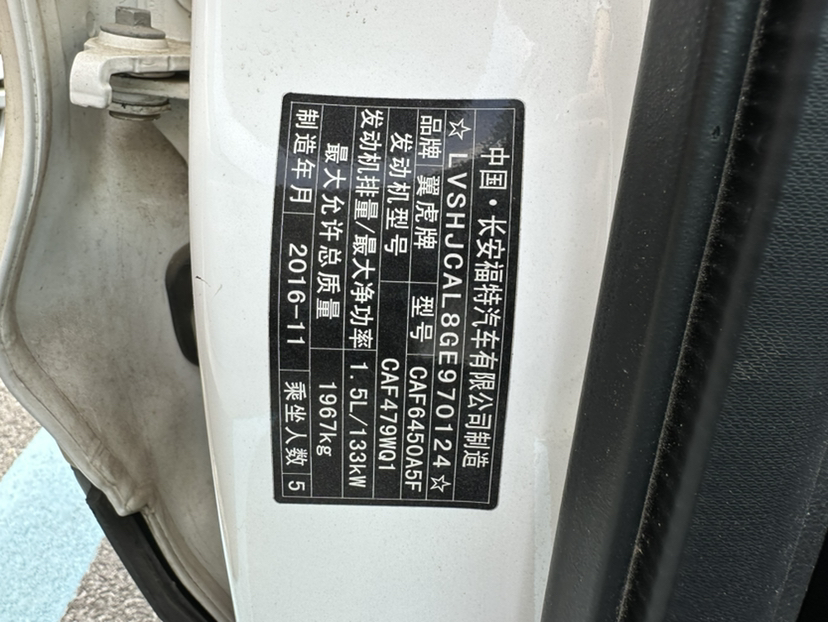 中国·长安福特汽车有限公司制造
☆LVSHJCAL8GE970124☆
品牌 翼虎牌 型号 CAF6450A5F
发动机型号 CAF479WQ1
发动机排量/最大净功率 1.5L/133kW
最大允许总质量 1967kg
制造年月 2016-11 乘坐人数 5